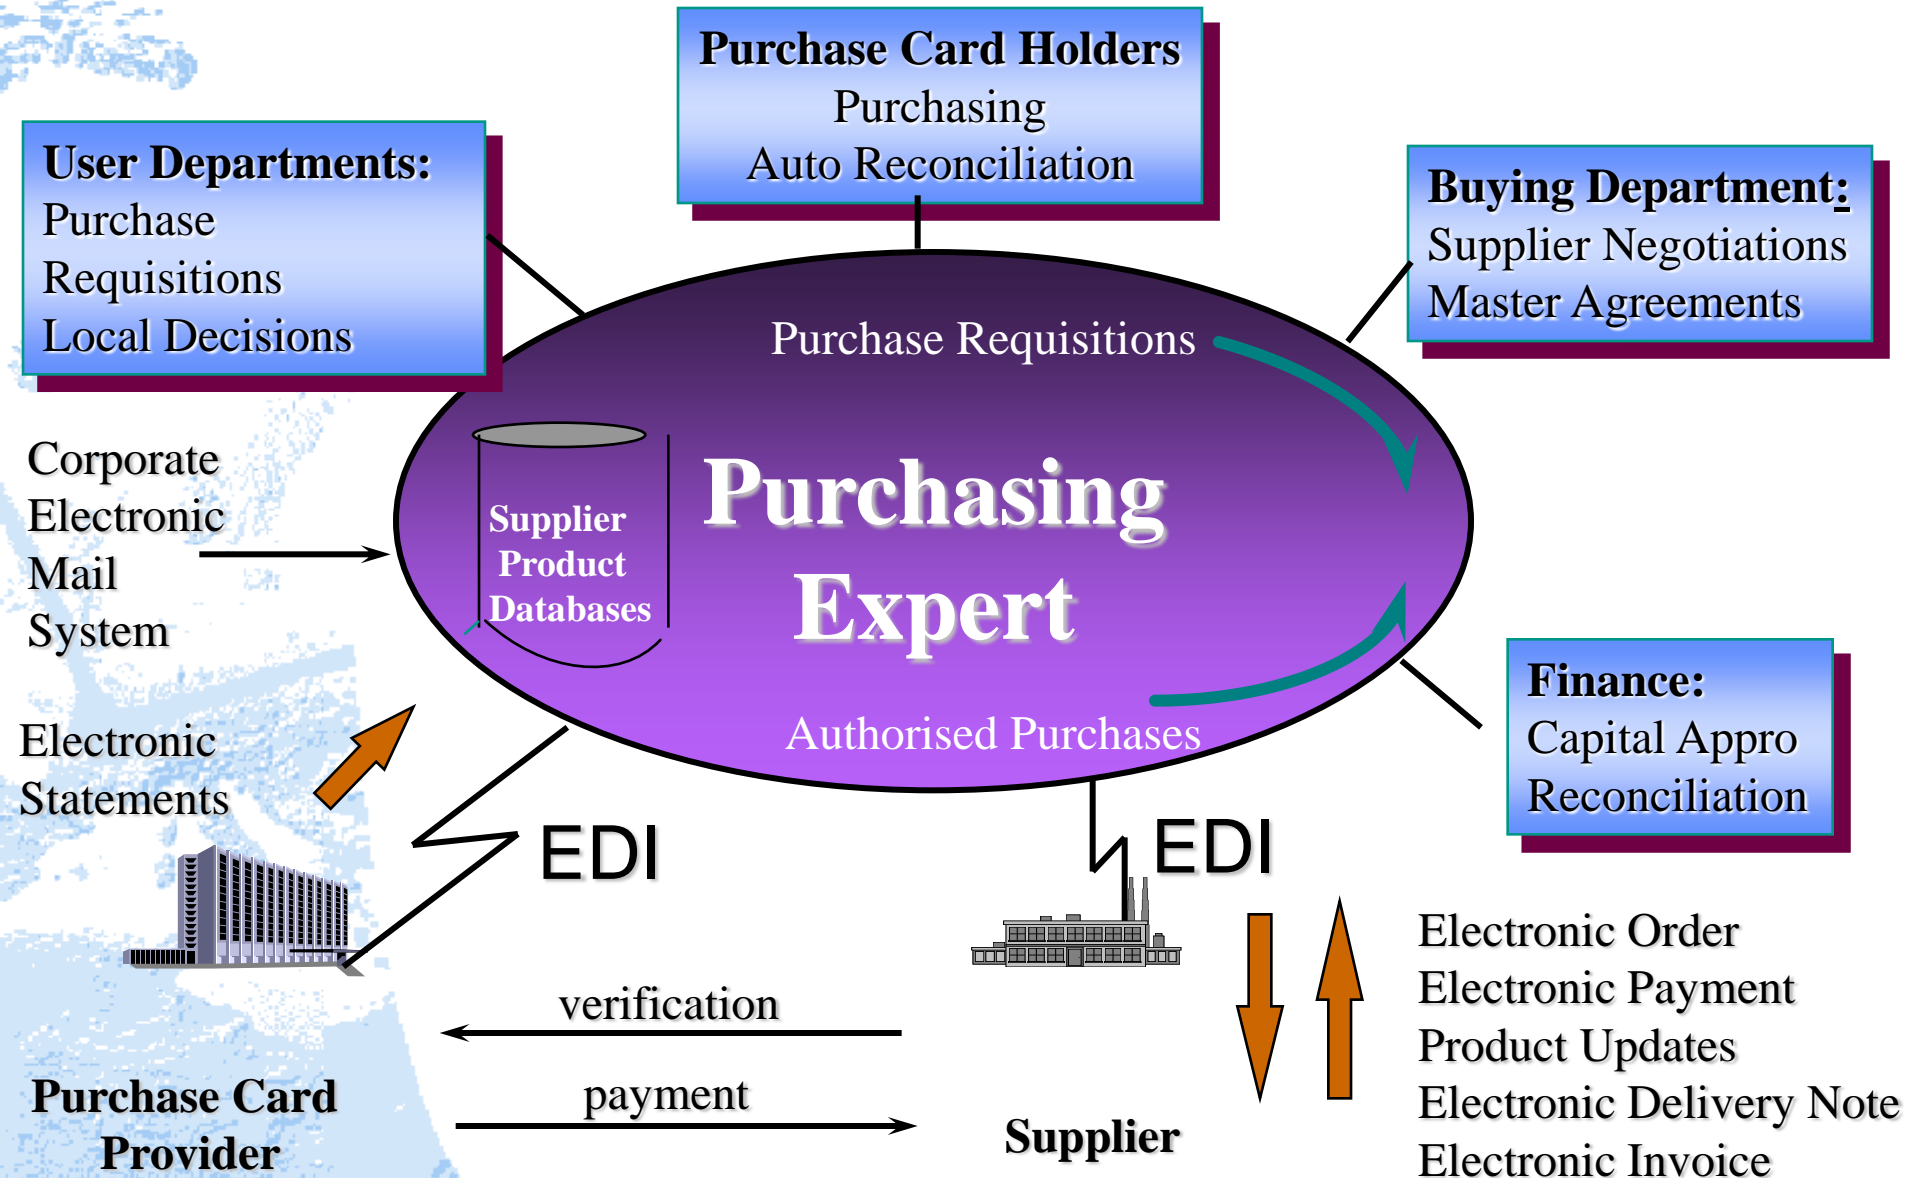 Purchase Card Holders
Purchasing
Auto Reconciliation
User Departments:
Purchase
Requisitions
Local Decisions
Buying Department:
Supplier Negotiations
Master Agreements
Purchase Requisitions
Corporate
Electronic
Mail
System
Supplier
Product
Databases
Purchasing
Expert
Authorised Purchases
Finance:
Capital Appro
Reconciliation
Electronic
Statements
EDI
EDI
verification
payment
Purchase Card
Provider
Supplier
Electronic Order
Electronic Payment
Product Updates
Electronic Delivery Note
Electronic Invoice